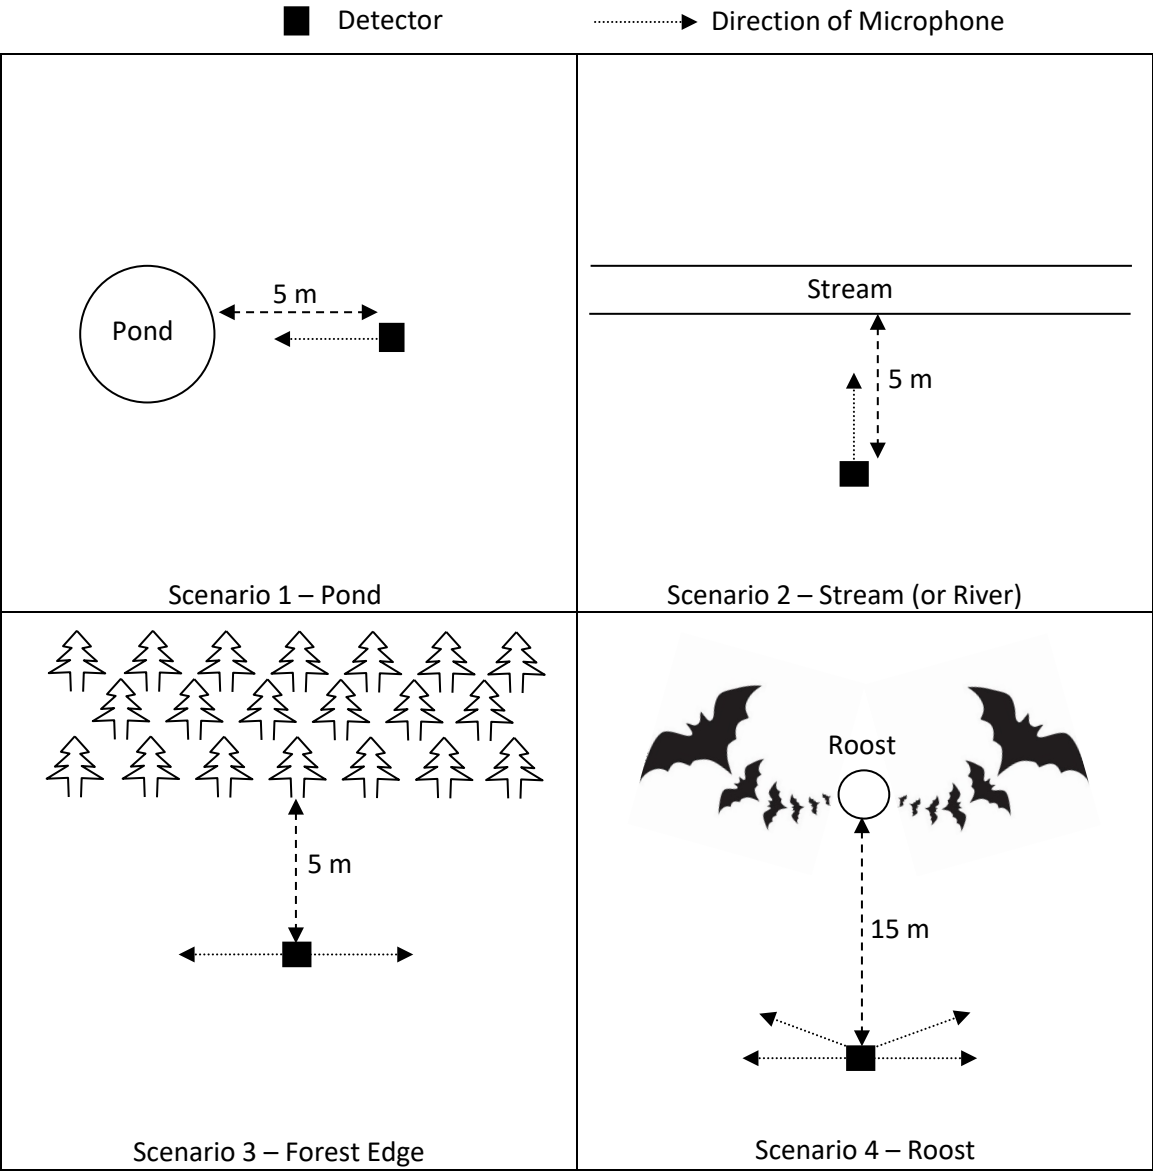 Detector
Direction of Microphone
5 m
Pond
Scenario 1 – Pond
Stream
5 m
Scenario 2 – Stream (or River)
5 m
Scenario 3 – Forest Edge
Roost
15 m
Scenario 4 – Roost